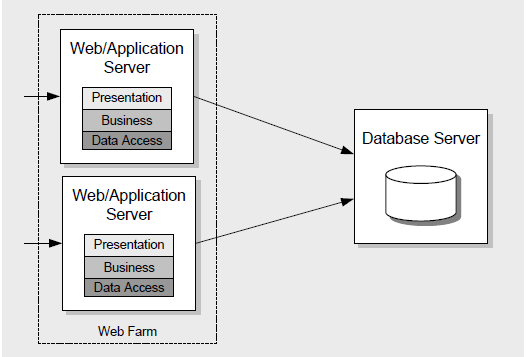 Web/Application
Server
Presentation
Business
Data Access
Web/Application
Server
Presentation
Business
Data Access
Web Farm
Database Server